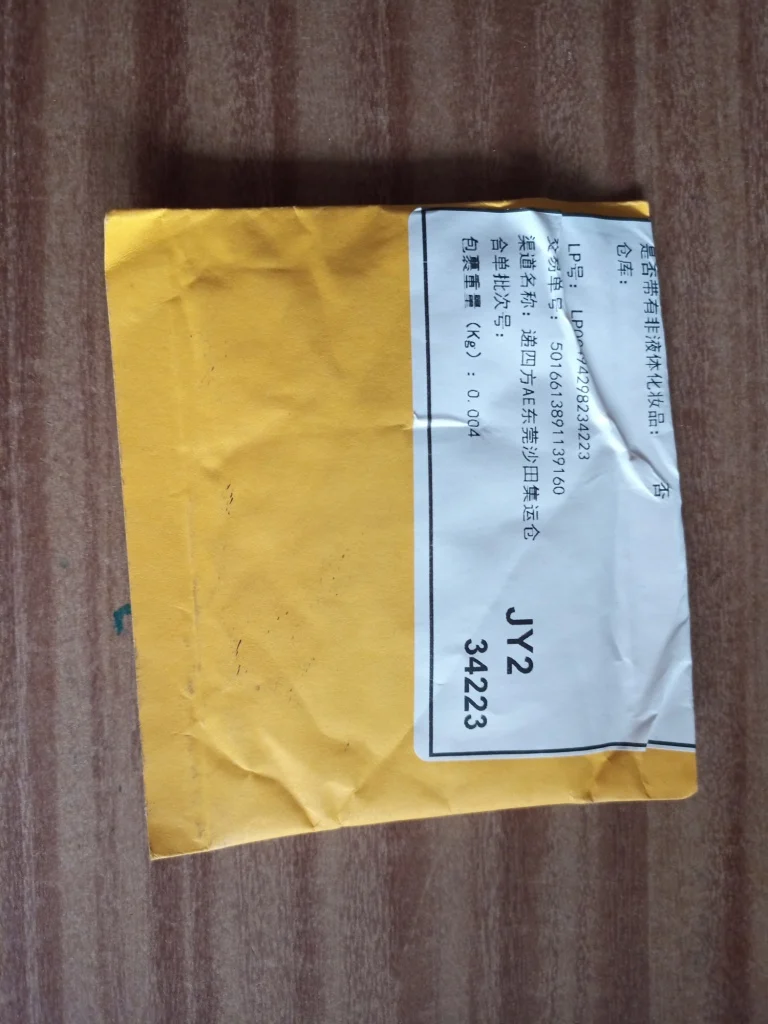 是否带有非液体化妆品： 否
仓库：
LP号：
交易单号： 5016613891139160
渠道名称：递四方AE东莞沙田集运仓
合单批次号：
包裹重量（Kg）：0.004
JY2
34223